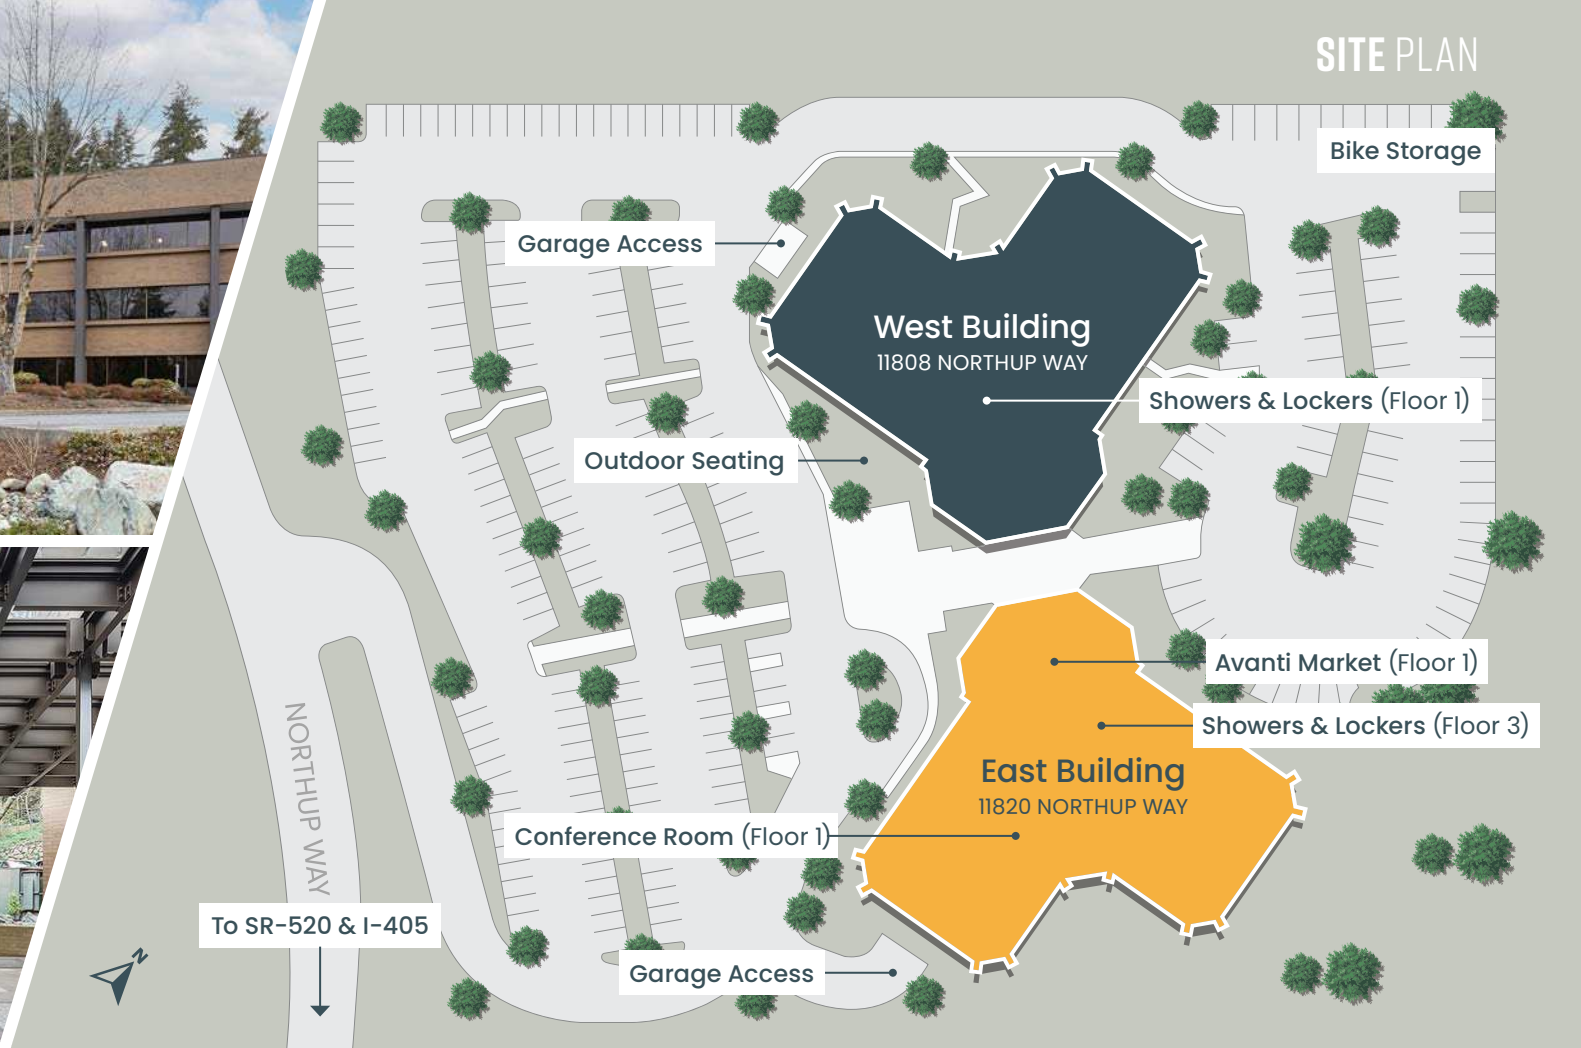 SITE PLAN
Bike Storage
Garage Access
West Building
11808 NORTHUP WAY
Showers & Lockers (Floor 1)
Outdoor Seating
Avanti Market (Floor 1)
Showers & Lockers (Floor 3)
East Building
11820 NORTHUP WAY
Conference Room (Floor 1)
NORTHUP WAY
To SR-520 & I-405
N
Garage Access